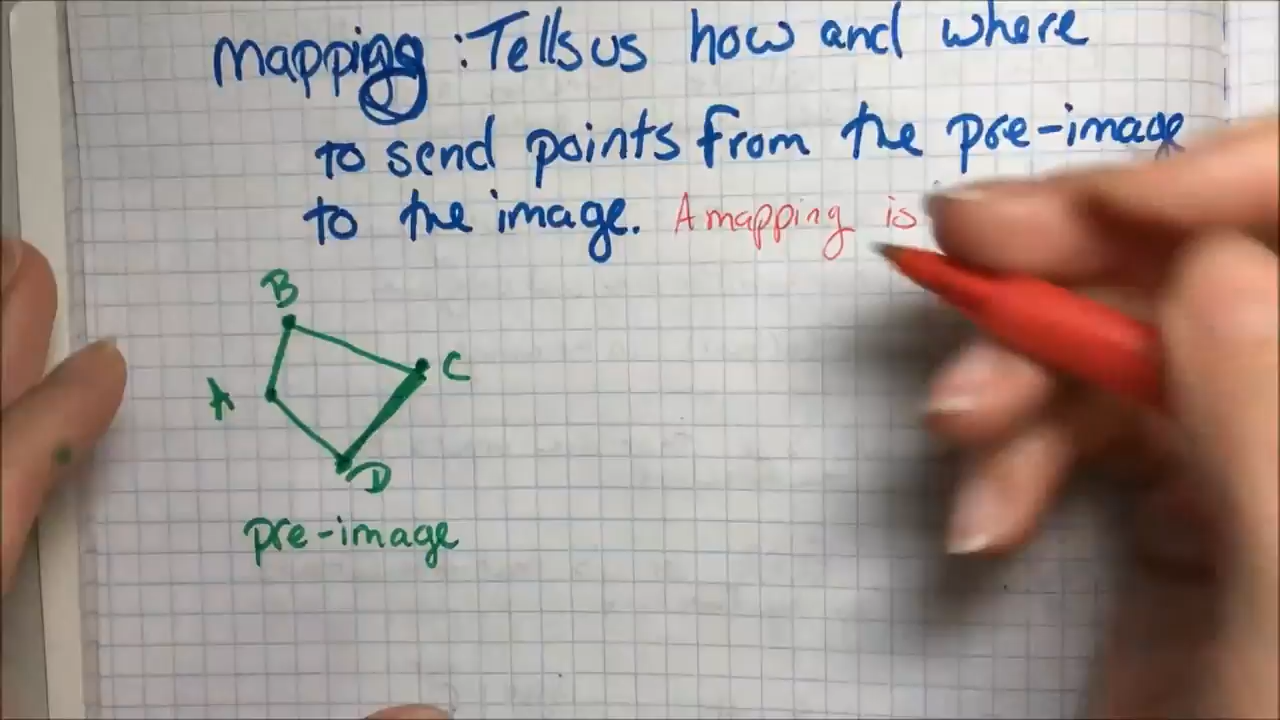 mapping: Tells us how and where
to send points from the pre-image
to the image. A mapping is
B
C
A
D
pre-image